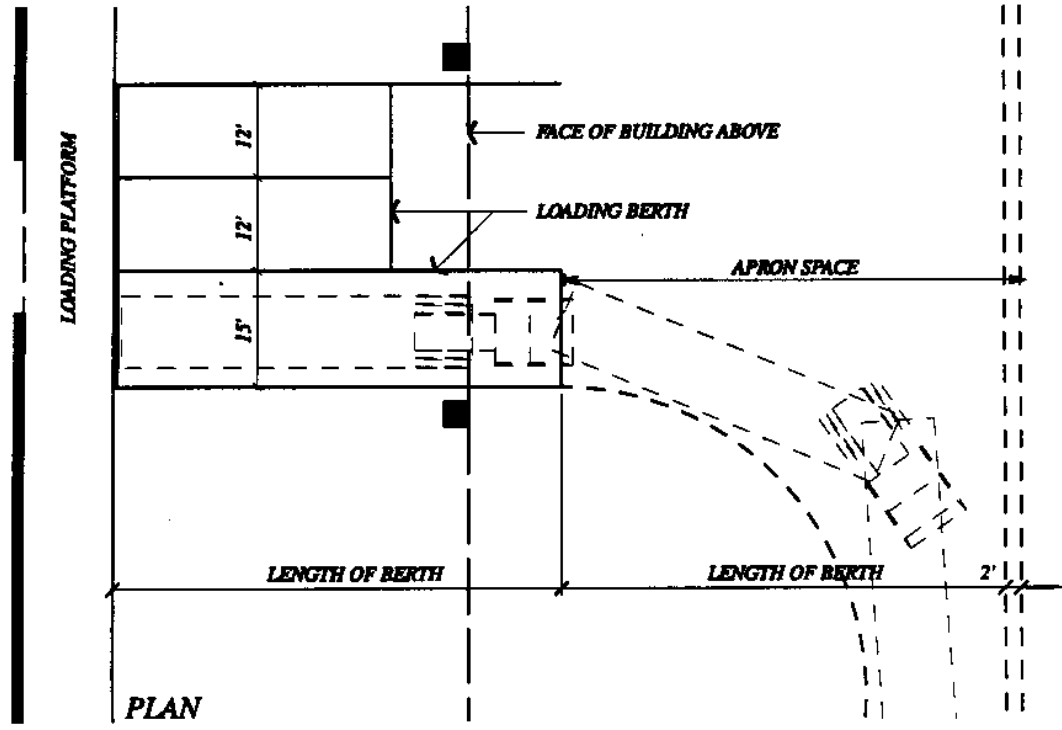 LOADING PLATFORM
12'
12'
15'
FACE OF BUILDING ABOVE
LOADING BERTH
APRON SPACE
LENGTH OF BERTH
LENGTH OF BERTH
2'
PLAN